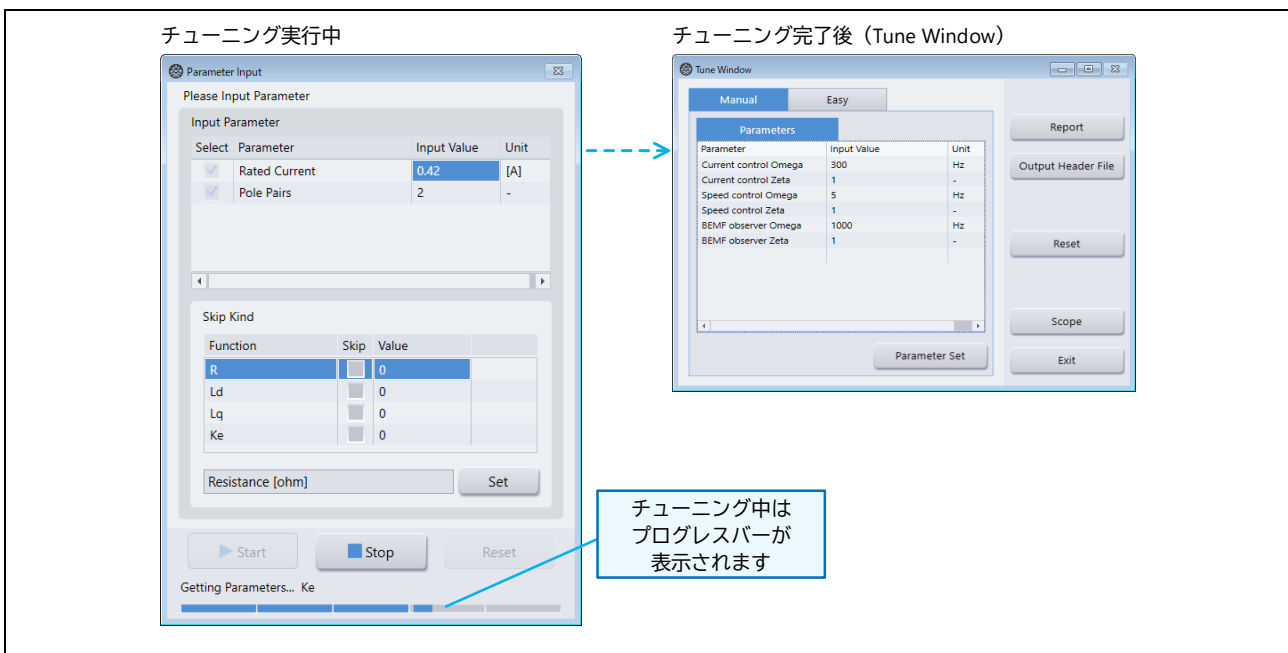 チューニング実行中
Parameter Input
Please Input Parameter
Input Parameter
Select Parameter Input Value Unit
Rated Current 0.42 [A]
Pole Pairs 2 -
Skip Kind
Function Skip Value
R 0
Ld 0
Lq 0
Ke 0
Resistance [ohm] Set
Start Stop Reset
Getting Parameters... Ke
チューニング完了後（Tune Window）
Tune Window
Manual Easy
Parameters
Parameter Input Value Unit
Current control Omega 300 Hz
Current control Zeta 1 -
Speed control Omega 5 Hz
Speed control Zeta 1 -
BEMF observer Omega 1000 Hz
BEMF observer Zeta 1 -
Parameter Set
Report
Output Header File
Reset
Scope
Exit
チューニング中は
プログレスバーが
表示されます